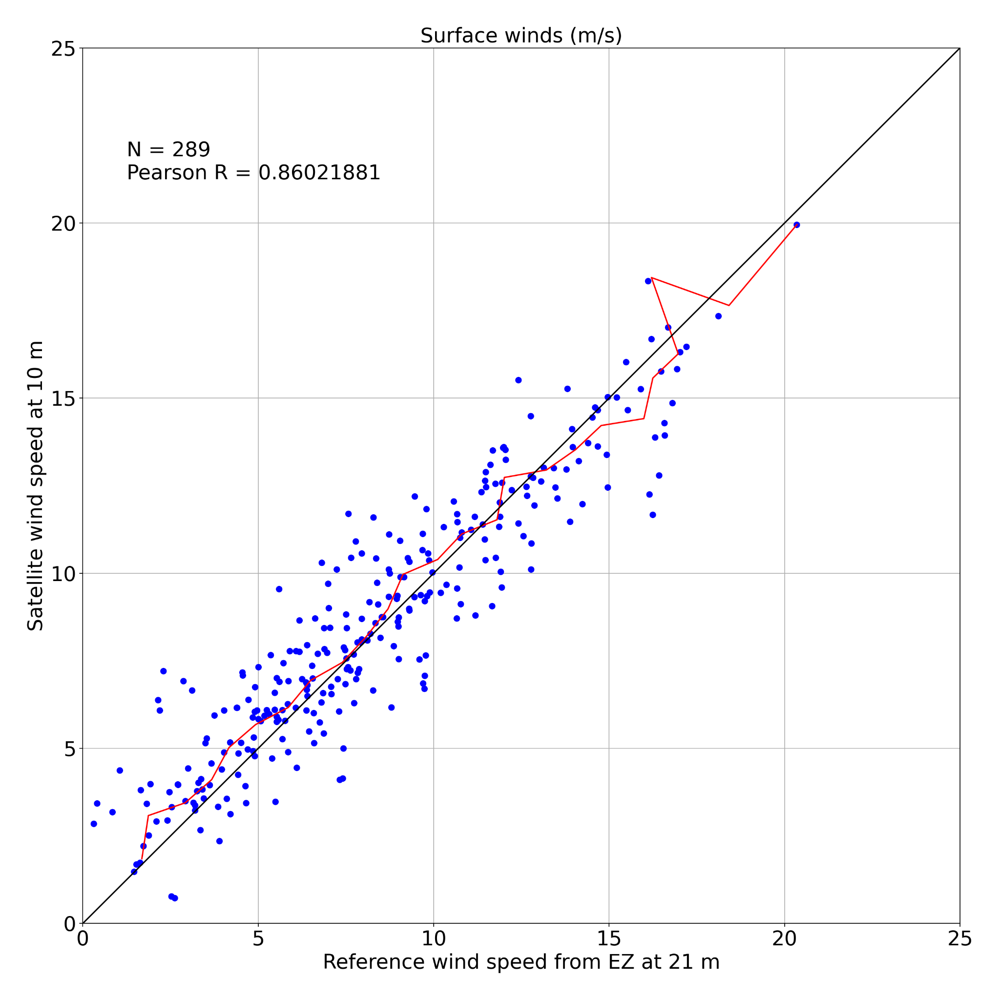 Surface winds (m/s)
25
N = 289
Pearson R = 0.86021881
20
15
10
5
0
Satellite wind speed at 10 m
0 5 10 15 20 25
Reference wind speed from EZ at 21 m